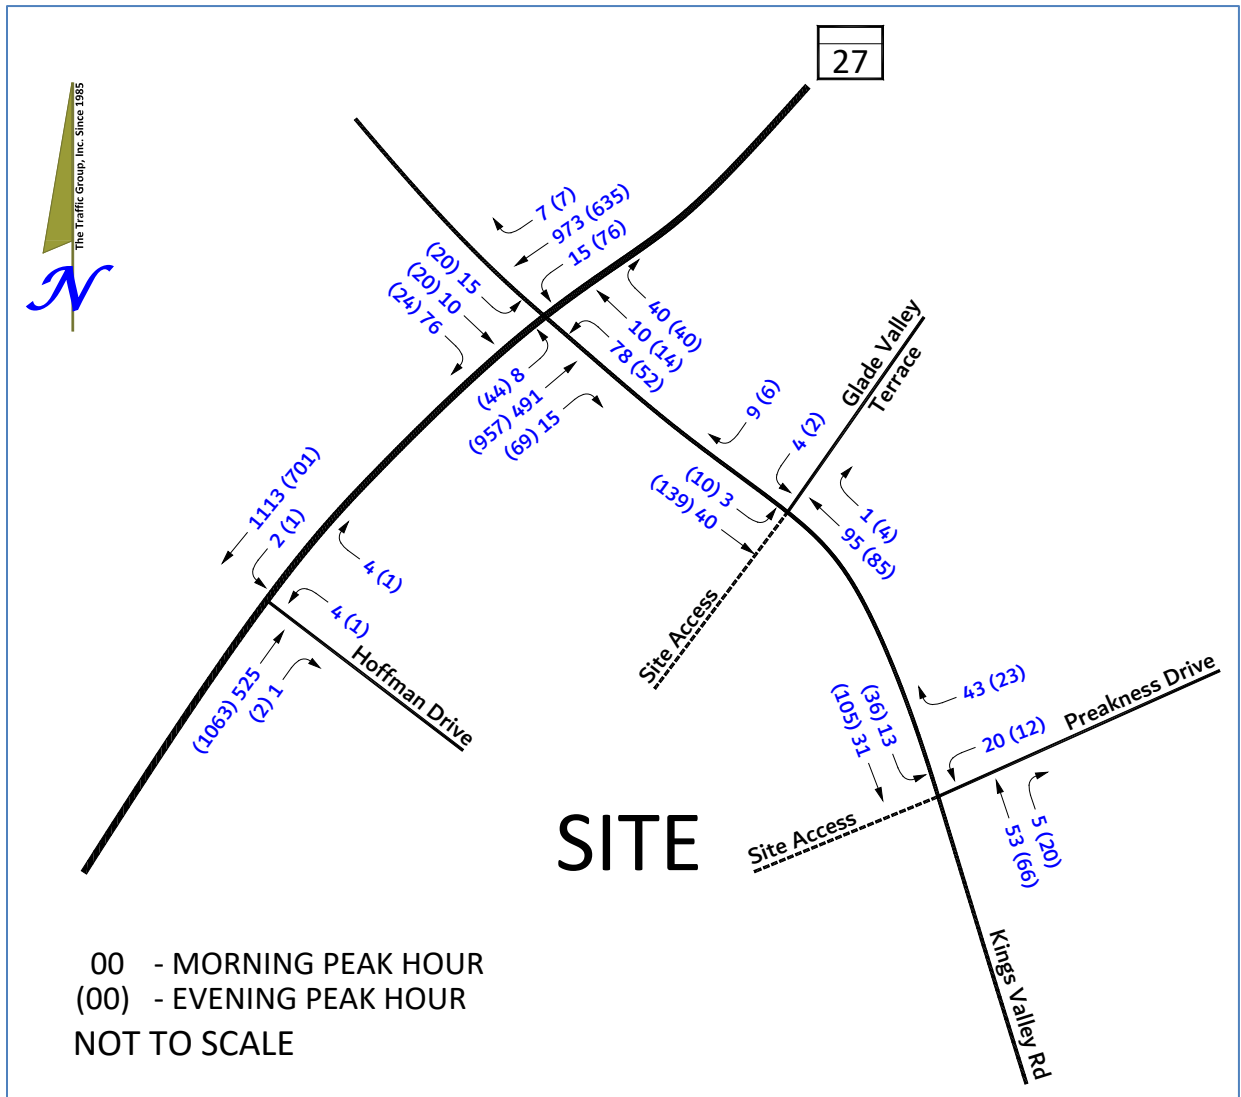 27
The Traffic Group, Inc. Since 1985
N
7 (7)
973 (635)
15 (76)
(20) 15
(20) 10
(24) 76
40 (40)
10 (14)
78 (52)
(44) 8
(957) 491
(69) 15
Glade Valley
Terrace
9 (6)
4 (2)
(10) 3
(139) 40
1 (4)
95 (85)
1113 (701)
2 (1)
4 (1)
4 (1)
Hoffman Drive
(1063) 525
(2) 1
Site Access
43 (23)
Preakness Drive
20 (12)
(36) 13
(105) 31
5 (20)
53 (66)
Site Access
SITE
Kings Valley Rd
00 - MORNING PEAK HOUR
(00) - EVENING PEAK HOUR
NOT TO SCALE